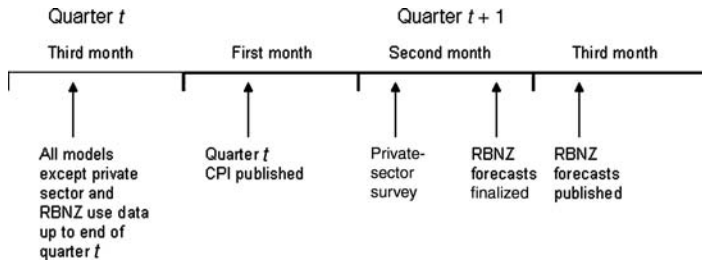 Quarter t
Quarter t + 1
Third month
First month
Second month
Third month
All models
except private
sector and
RBNZ use data
up to end of
quarter t
Quarter t
CPI published
Private-
sector
survey
RBNZ
forecasts
finalized
RBNZ
forecasts
published